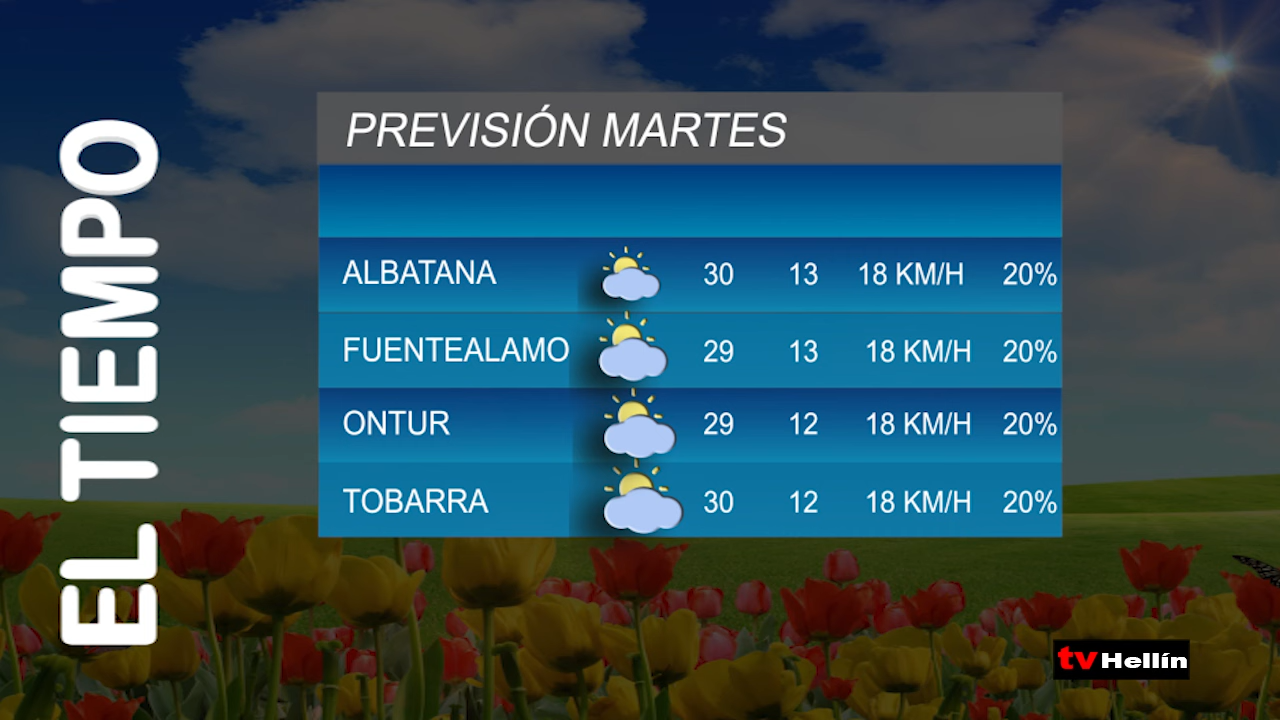 EL TIEMPO
PREVISIÓN MARTES
ALBATANA 30 13 18 KM/H 20%
FUENTEALAMO 29 13 18 KM/H 20%
ONTUR 29 12 18 KM/H 20%
TOBARRA 30 12 18 KM/H 20%
tv Hellín